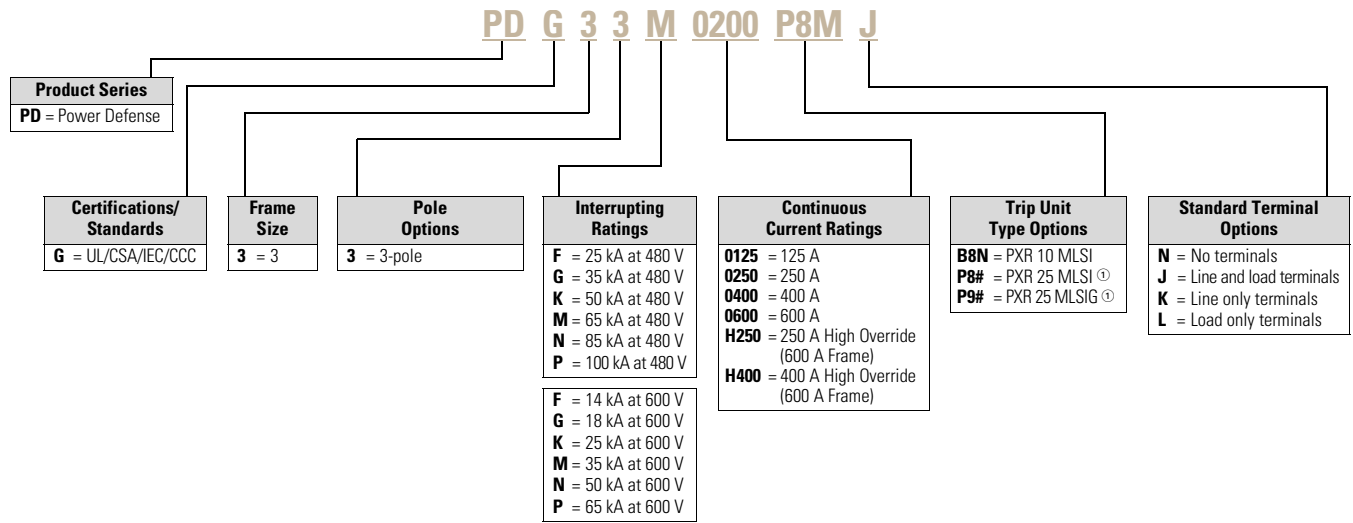 PD G 3 3 M 0200 P8M J
Product Series
PD = Power Defense
Certifications/
Standards
G = UL/CSA/IEC/CCC
Frame
Size
3 = 3
Pole
Options
3 = 3-pole
Interrupting
Ratings
F = 25 kA at 480 V
G = 35 kA at 480 V
K = 50 kA at 480 V
M = 65 kA at 480 V
N = 85 kA at 480 V
P = 100 kA at 480 V
F = 14 kA at 600 V
G = 18 kA at 600 V
K = 25 kA at 600 V
M = 35 kA at 600 V
N = 50 kA at 600 V
P = 65 kA at 600 V
Continuous
Current Ratings
0125 = 125 A
0250 = 250 A
0400 = 400 A
0600 = 600 A
H250 = 250 A High Override
(600 A Frame)
H400 = 400 A High Override
(600 A Frame)
Trip Unit
Type Options
B8N = PXR 10 MLSI
P8# = PXR 25 MLSI ①
P9# = PXR 25 MLSIG ①
Standard Terminal
Options
N = No terminals
J = Line and load terminals
K = Line only terminals
L = Load only terminals